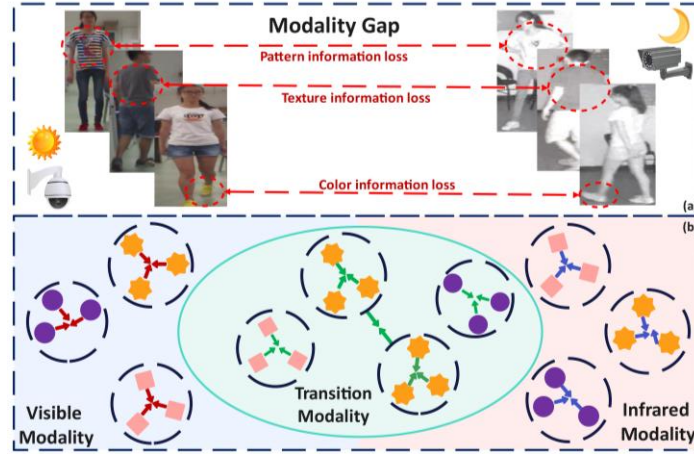 Modality Gap
Pattern information loss
Texture information loss
Color information loss
(a
(b)
Visible
Modality
Transition
Modality
Infrared
Modality